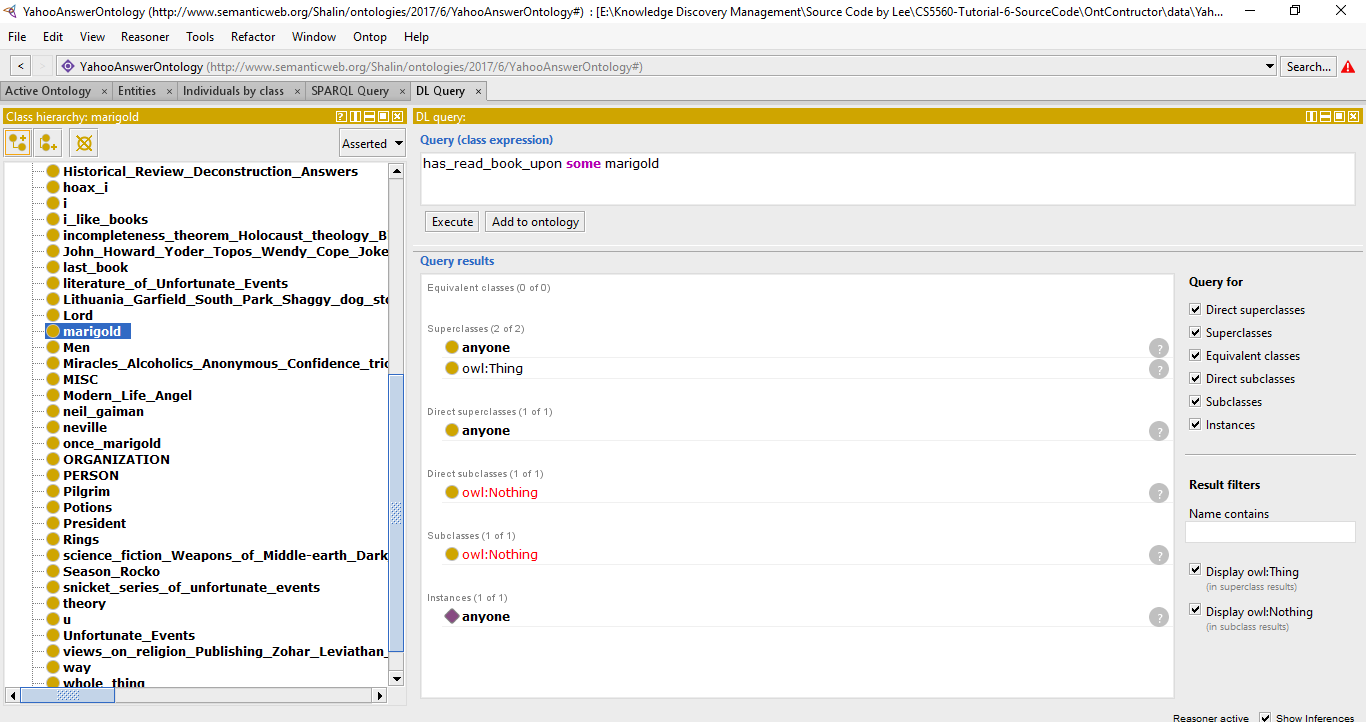 YahooAnswerOntology (http://www.semanticweb.org/Shalin/ontologies/2017/6/YahooAnswerOntology#) : [E:\Knowledge Discovery Management\Source Code by Lee\CS5560-Tutorial-6-SourceCode\OntContructor\data\Yah...
File Edit View Reasoner Tools Refactor Window Ontop Help
< > YahooAnswerOntology (http://www.semanticweb.org/Shalin/ontologies/2017/6/YahooAnswerOntology#) Search...
Active Ontology × Entities × Individuals by class × SPARQL Query × DL Query ×
Class hierarchy: marigold
Asserted
Historical_Review_Deconstruction_Answers
hoax_i
i
i_like_books
incompleteness_theorem_Holocaust_theology_B
John_Howard_Yoder_Topos_Wendy_Cope_Joke
last_book
literature_of_Unfortunate_Events
Lithuania_Garfield_South_Park_Shaggy_dog_sto
Lord
marigold
Men
Miracles_Alcoholics_Anonymous_Confidence_tric
MISC
Modern_Life_Angel
neil_gaiman
neville
once_marigold
ORGANIZATION
PERSON
Pilgrim
Potions
President
Rings
science_fiction_Weapons_of_Middle-earth_Dark
Season_Rocko
snicket_series_of_unfortunate_events
theory
u
Unfortunate_Events
views_on_religion_Publishing_Zohar_Leviathan_
way
whole_thing
DL query:
Query (class expression)
has_read_book_upon some marigold
Execute Add to ontology
Query results
Equivalent classes (0 of 0)
Superclasses (2 of 2)
anyone ?
owl:Thing ?
Direct superclasses (1 of 1)
anyone ?
Direct subclasses (1 of 1)
owl:Nothing ?
Subclasses (1 of 1)
owl:Nothing ?
Instances (1 of 1)
anyone ?
Query for
Direct superclasses
Superclasses
Equivalent classes
Direct subclasses
Subclasses
Instances
Result filters
Name contains
Display owl:Thing
(in superclass results)
Display owl:Nothing
(in subclass results)
Reasoner active Show Inferences